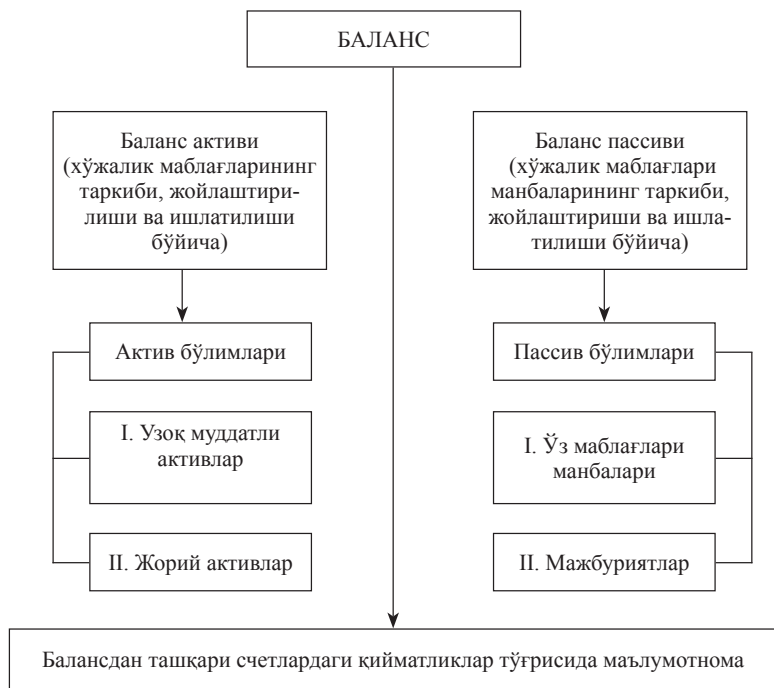 БАЛАНС
Баланс активи
(хўжалик маблағларининг
таркиби, жойлаштири-
лиши ва ишлатилиши
бўйича)
Баланс пассиви
(хўжалик маблағлари
манбаларининг таркиби,
жойлаштириши ва ишла-
тилиши бўйича)
Актив бўлимлари
Пассив бўлимлари
I. Узоқ муддатли
активлар
I. Ўз маблағлари
манбалари
II. Жорий активлар
II. Мажбуриятлар
Балансдан ташқари счетлардаги қийматликлар тўғрисида маълумотнома